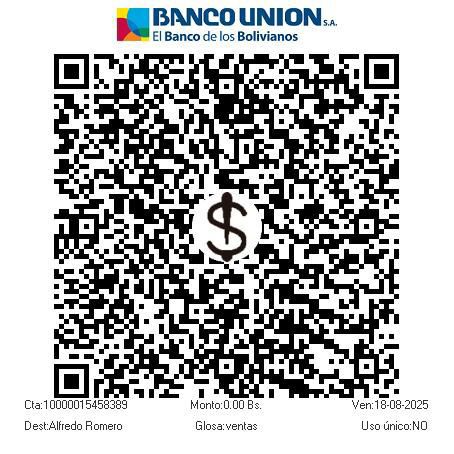 BANCO UNION S.A.
El Banco de los Bolivianos
$
Cta:10000015458389 Monto:0.00 Bs. Ven:18-08-2025
Dest:Alfredo Romero Glosa:ventas Uso único:NO